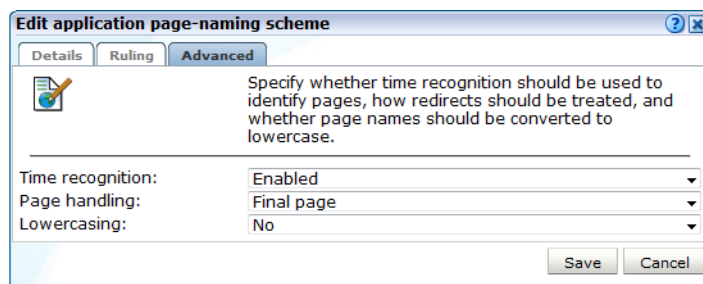 Edit application page-naming scheme
?
Details Ruling Advanced
Specify whether time recognition should be used to
identify pages, how redirects should be treated, and
whether page names should be converted to
lowercase.
Time recognition: Enabled
Page handling: Final page
Lowercasing: No
Save Cancel